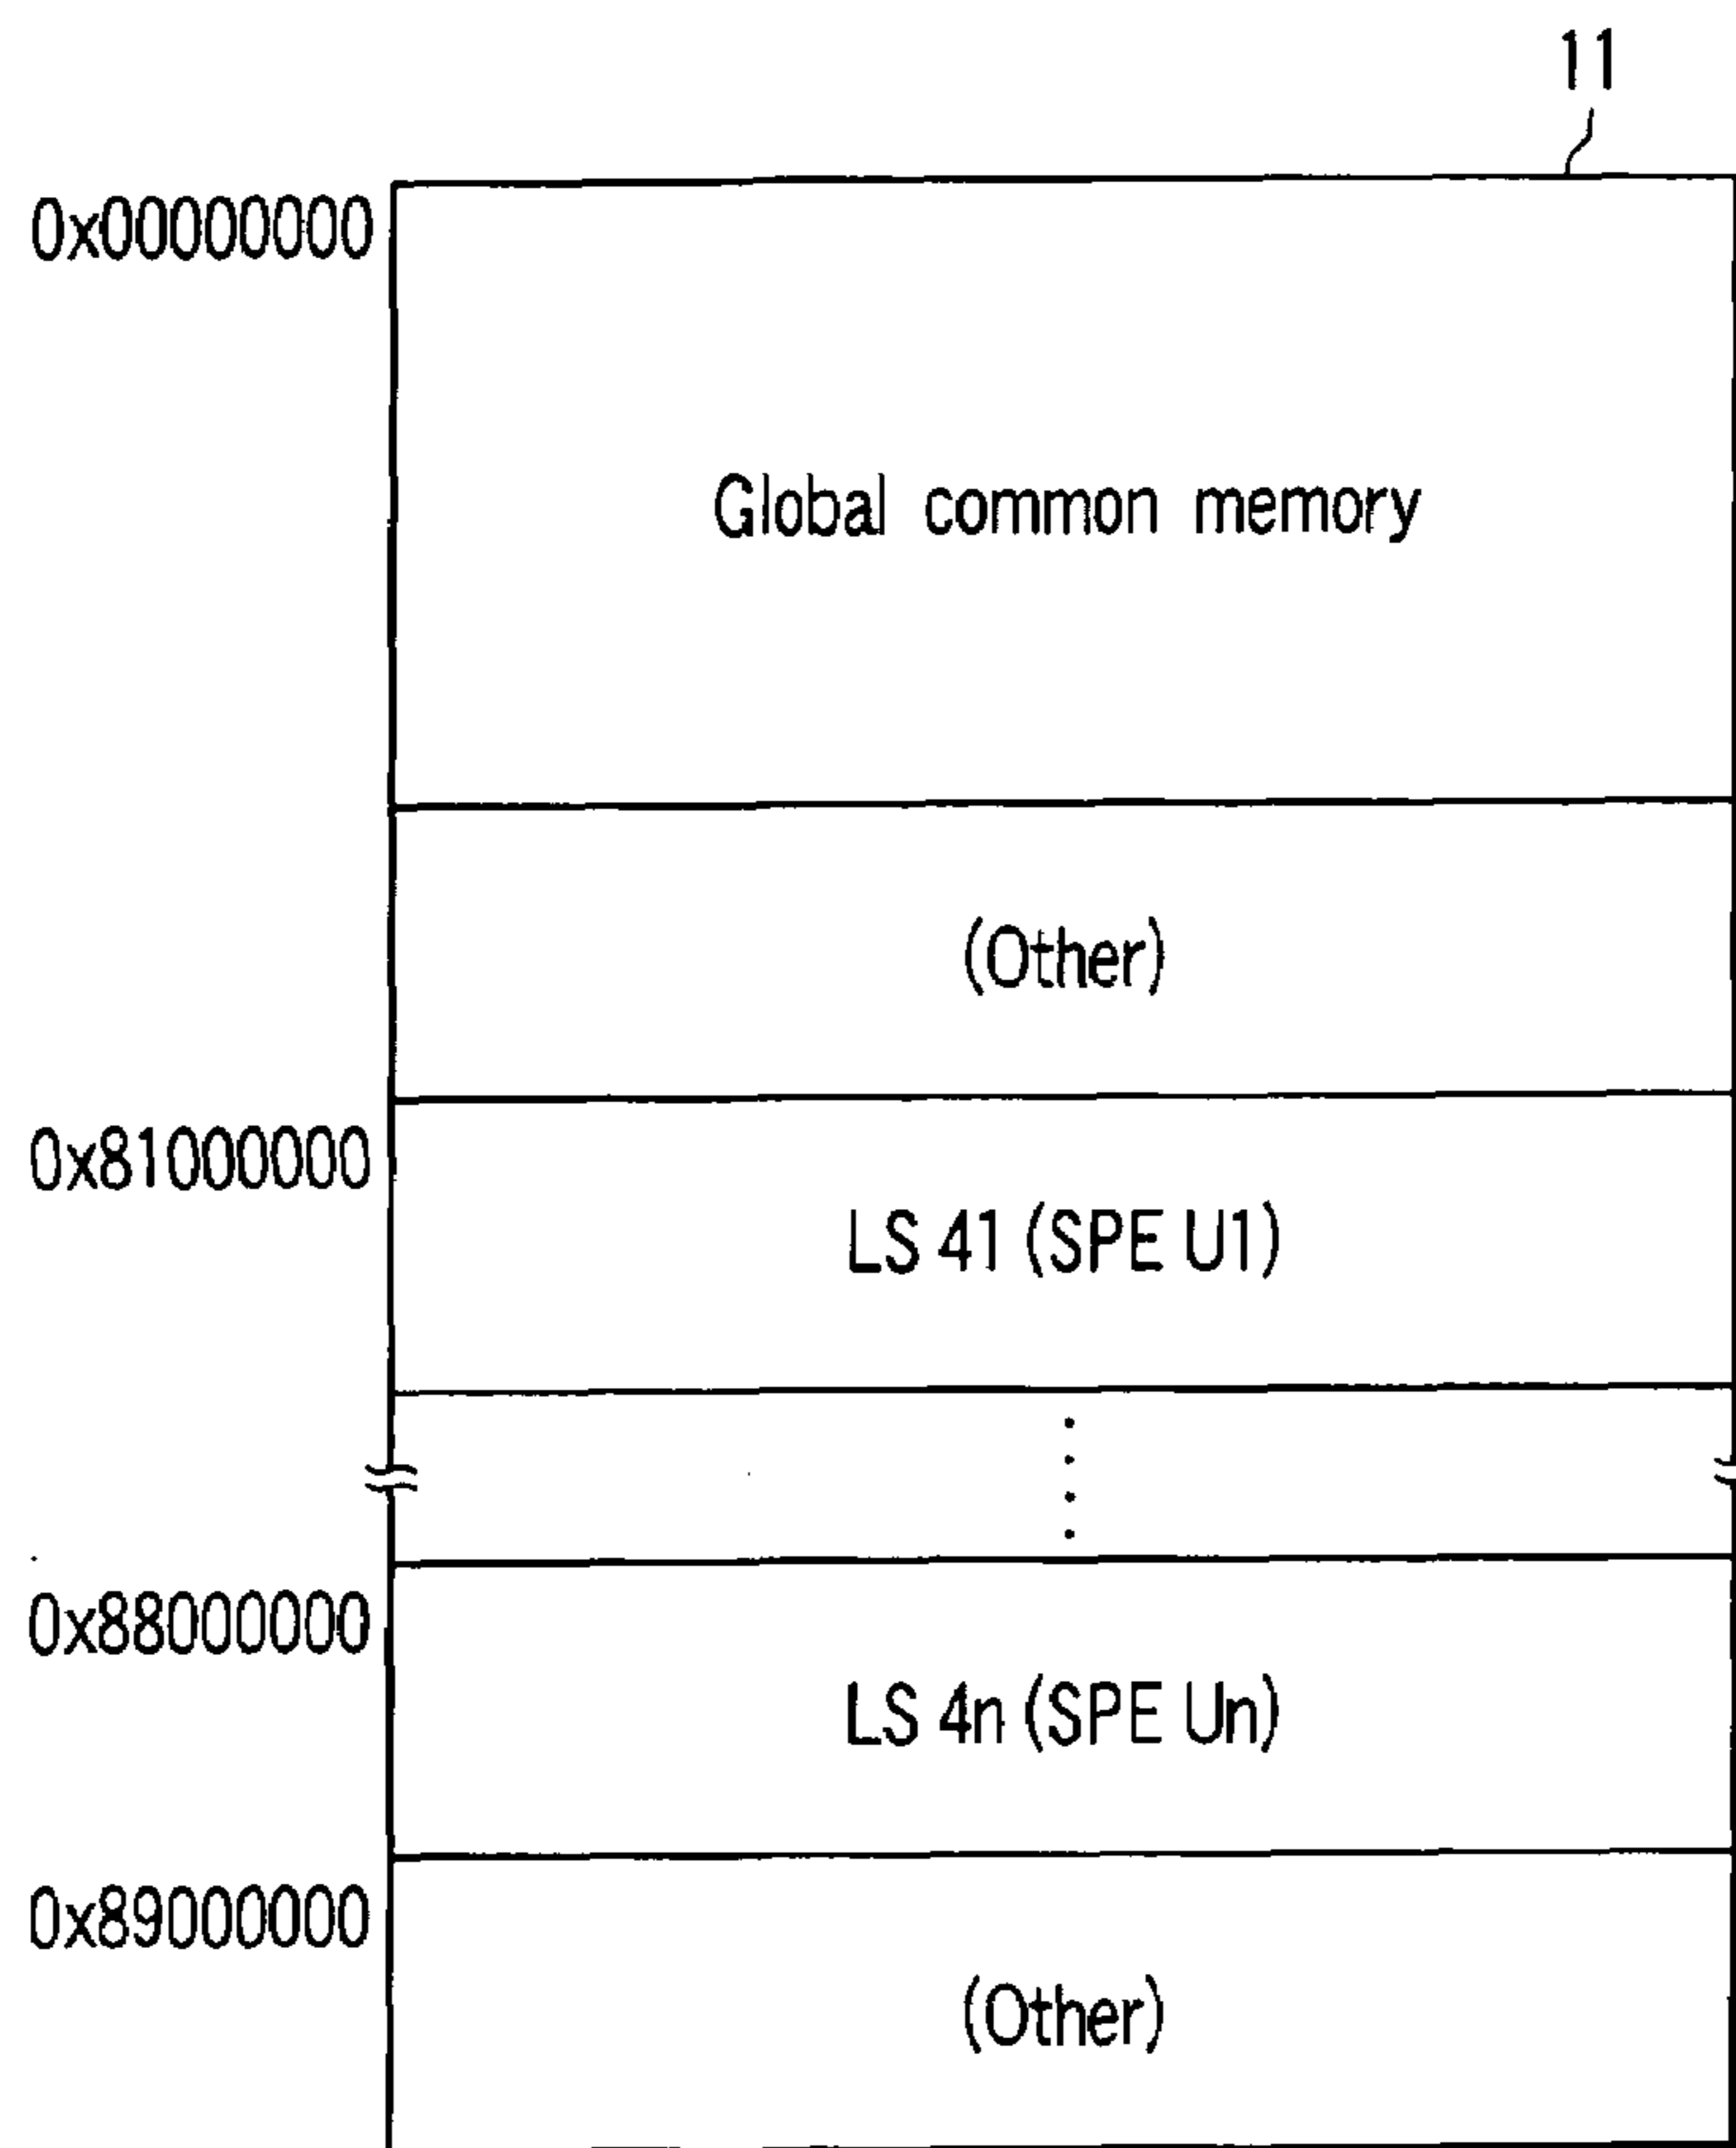 11
0x00000000
Global common memory
(Other)
0x81000000
LS 41 (SPE U1)
0x88000000
LS 4n (SPE Un)
0x89000000
(Other)